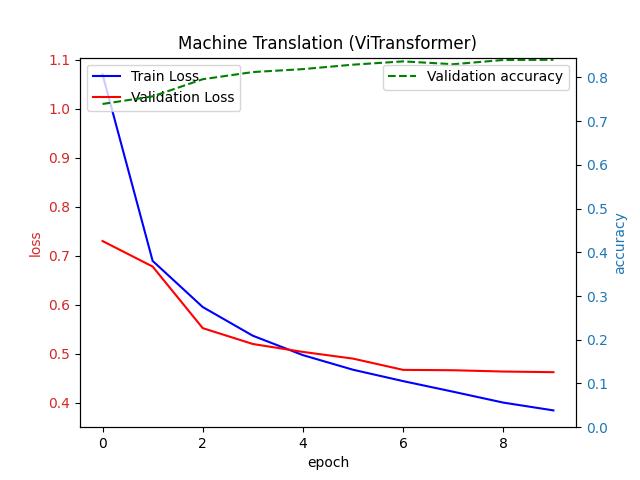 Machine Translation (ViTransformer)
1.1
1.0
0.9
0.8
0.7
0.6
0.5
0.4
loss
Train Loss
Validation Loss
Validation accuracy
0.8
0.7
0.6
0.5
0.4
0.3
0.2
0.1
0.0
accuracy
0 2 4 6 8
epoch